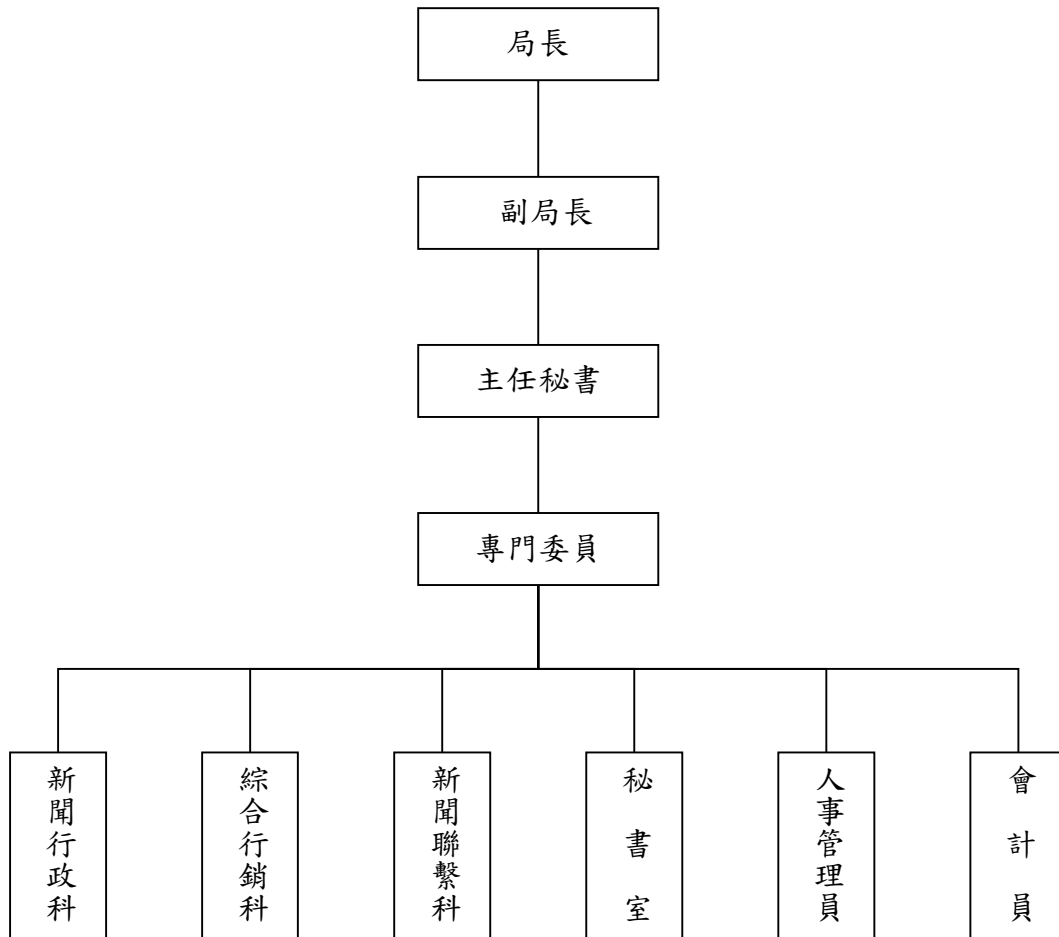 局長
副局長
主任秘書
專門委員
新聞行政科
綜合行銷科
新聞聯繫科
秘書室
人事管理員
會計員